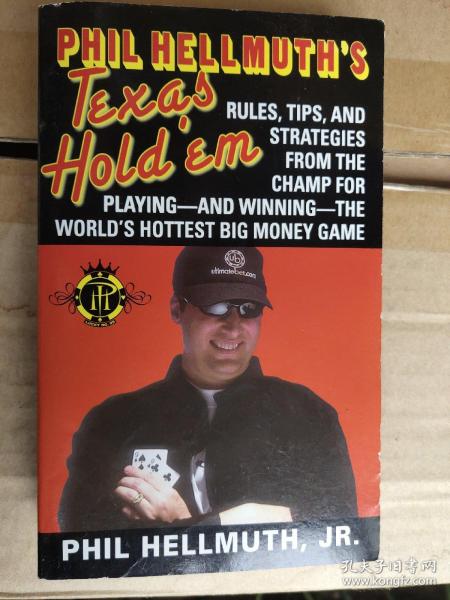 PHIL HELLMUTH'S
Texas
Hold 'em
RULES, TIPS, AND
STRATEGIES
FROM THE
CHAMP FOR
PLAYING—AND WINNING—THE
WORLD'S HOTTEST BIG MONEY GAME
ub
ultimatebet.com
PHIL HELLMUTH, JR.
孔夫子旧书网
www.kongfz.com